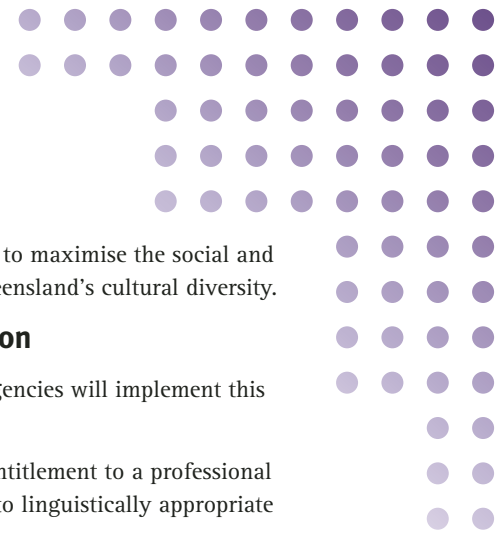 to maximise the social and
eensland's cultural diversity.
on
gencies will implement this
ntitlement to a professional
to linguistically appropriate